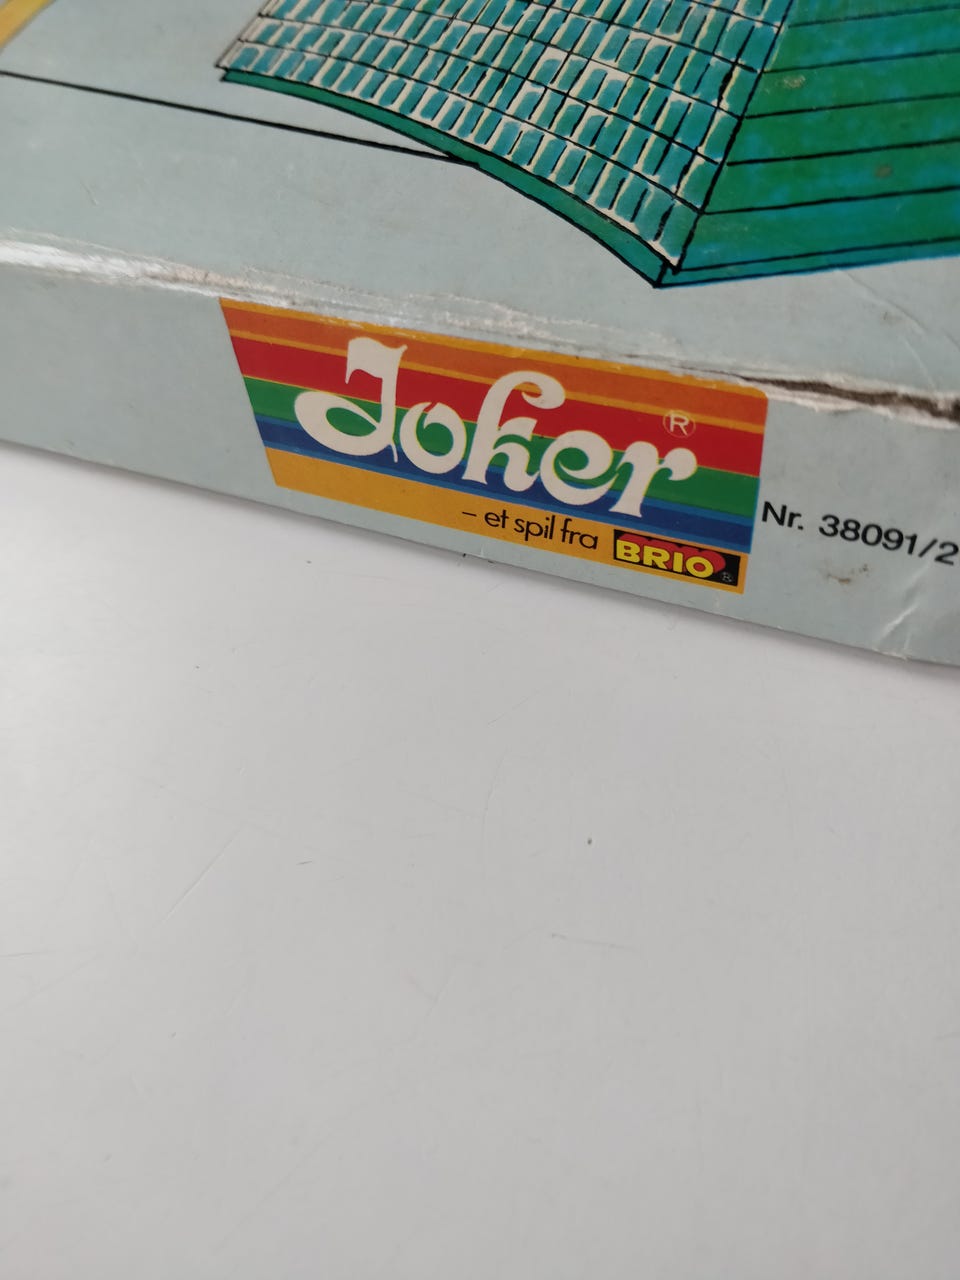 Joker ®
– et spil fra BRIO ®
Nr. 38091/2